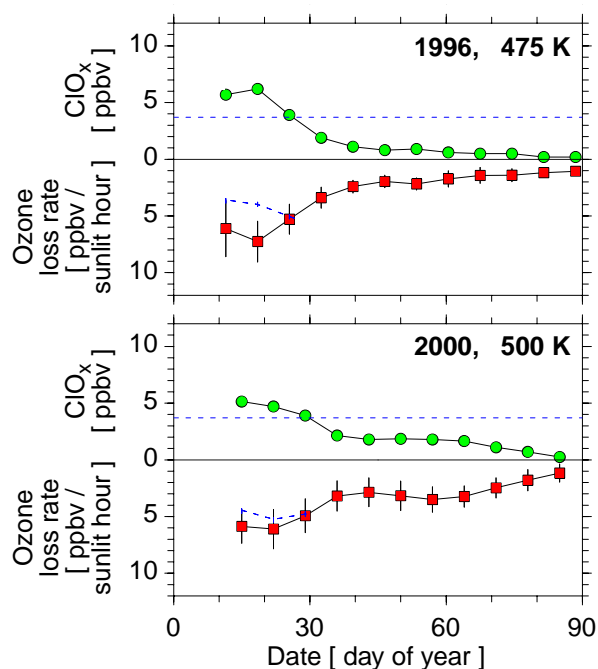 1996, 475 K
10
5
0
5
10
ClOx
[ ppbv ]
Ozone
loss rate
[ ppbv /
sunlit hour ]
2000, 500 K
10
5
0
5
10
ClOx
[ ppbv ]
Ozone
loss rate
[ ppbv /
sunlit hour ]
0 30 60 90
Date [ day of year ]